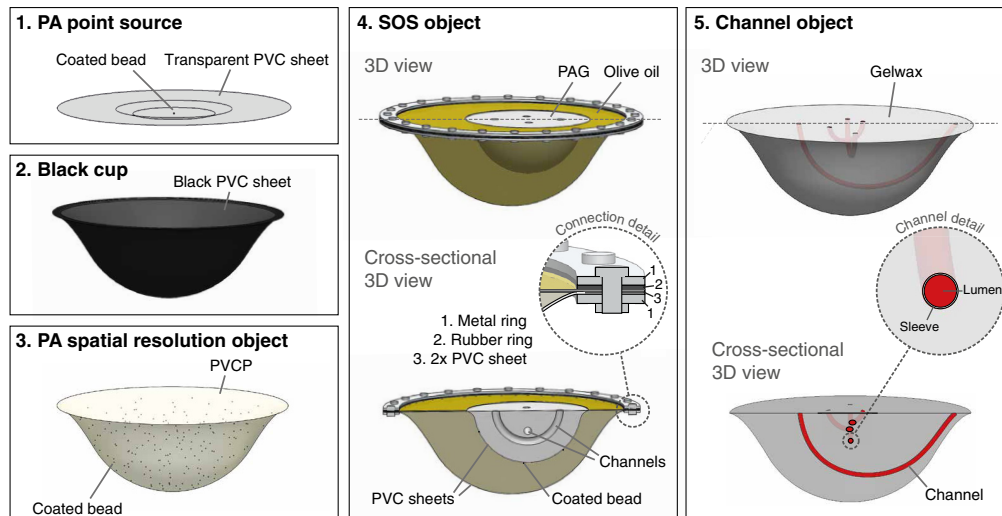 1. PA point source
Coated bead
Transparent PVC sheet
2. Black cup
Black PVC sheet
3. PA spatial resolution object
PVCP
Coated bead
4. SOS object
3D view
PAG
Olive oil
Cross-sectional
3D view
Connection detail
1
2
3
1
1. Metal ring
2. Rubber ring
3. 2x PVC sheet
Channels
PVC sheets
Coated bead
5. Channel object
3D view
Gelwax
Channel detail
Lumen
Sleeve
Cross-sectional
3D view
Channel